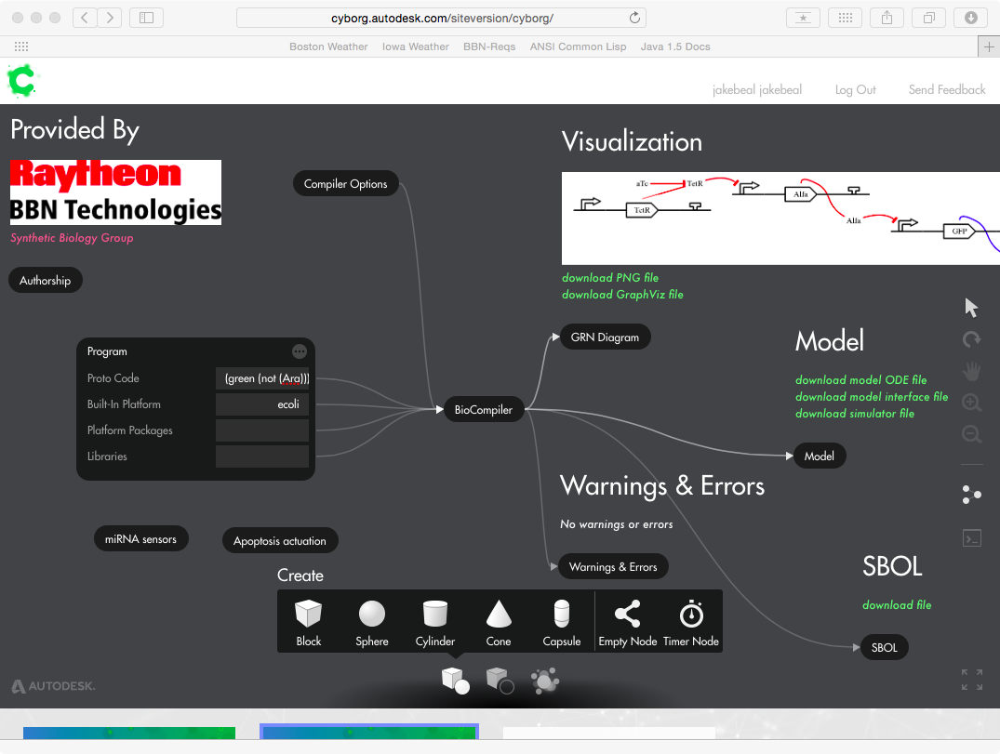 cyborg.autodesk.com/siteversion/cyborg/
Boston Weather Iowa Weather BBN-Reqs ANSI Common Lisp Java 1.5 Docs
jakebeal jakebeal Log Out Send Feedback
Provided By
Raytheon
BBN Technologies
Synthetic Biology Group
Authorship
Compiler Options
Visualization
aTc TetR
TetR
Alfa
Alfa
GFP
download PNG file
download GraphViz file
GRN Diagram
Program
Proto Code (green (not (Ara)))
Built-In Platform ecoli
Platform Packages
Libraries
BioCompiler
Model
download model ODE file
download model interface file
download simulator file
Model
Warnings & Errors
No warnings or errors
Warnings & Errors
miRNA sensors
Apoptosis actuation
SBOL
download file
SBOL
Create
Block Sphere Cylinder Cone Capsule Empty Node Timer Node
AUTODESK.